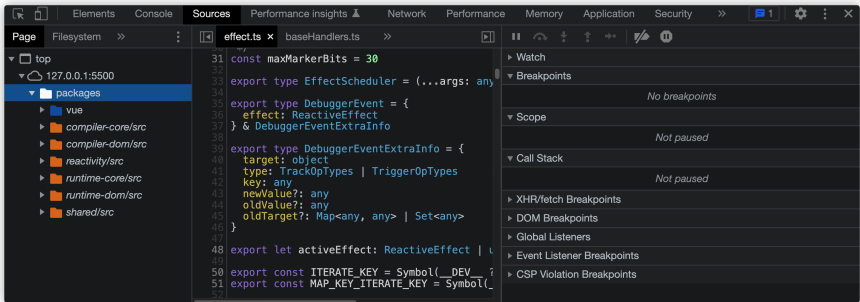 Elements Console Sources Performance insights Network Performance Memory Application Security » 1
Page Filesystem »
effect.ts × baseHandlers.ts »
top
127.0.0.1:5500
packages
vue
compiler-core/src
compiler-dom/src
reactivity/src
runtime-core/src
runtime-dom/src
shared/src
31 const maxMarkerBits = 30
32
33 export type EffectScheduler = (...args: any
34
35 export type DebuggerEvent = {
36 effect: ReactiveEffect
37 } & DebuggerEventExtraInfo
38
39 export type DebuggerEventExtraInfo = {
40 target: object
41 type: TrackOpTypes | TriggerOpTypes
42 key: any
43 newValue?: any
44 oldValue?: any
45 oldTarget?: Map<any, any> | Set<any>
46 }
47
48 export let activeEffect: ReactiveEffect | u
49
50 export const ITERATE_KEY = Symbol(__DEV__ ?
51 export const MAP_KEY_ITERATE_KEY = Symbol(_
Watch
Breakpoints
No breakpoints
Scope
Not paused
Call Stack
Not paused
XHR/fetch Breakpoints
DOM Breakpoints
Global Listeners
Event Listener Breakpoints
CSP Violation Breakpoints